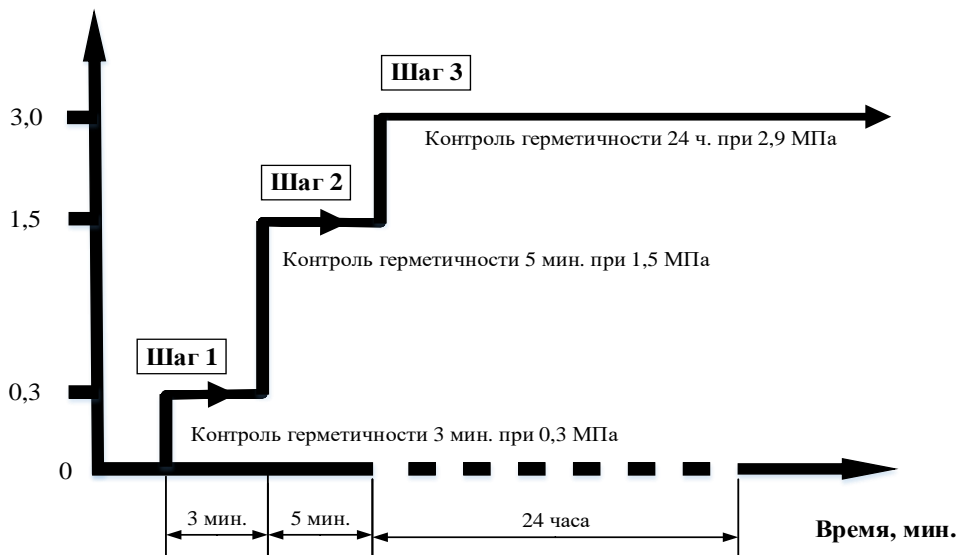 Шаг 3
3,0
Контроль герметичности 24 ч. при 2,9 МПа
Шаг 2
1,5
Контроль герметичности 5 мин. при 1,5 МПа
Шаг 1
0,3
Контроль герметичности 3 мин. при 0,3 МПа
0
3 мин.
5 мин.
24 часа
Время, мин.